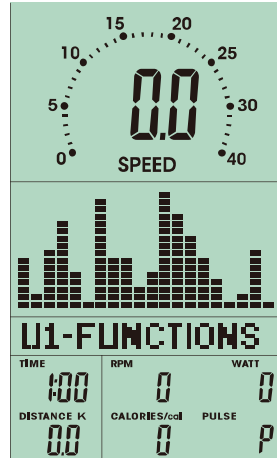 15 20
10 25
0.0
5 30
0 40
SPEED
U1-FUNCTIONS
TIME RPM WATT
1:00 0 0
DISTANCE K CALORIES/cal PULSE
0.0 0 P